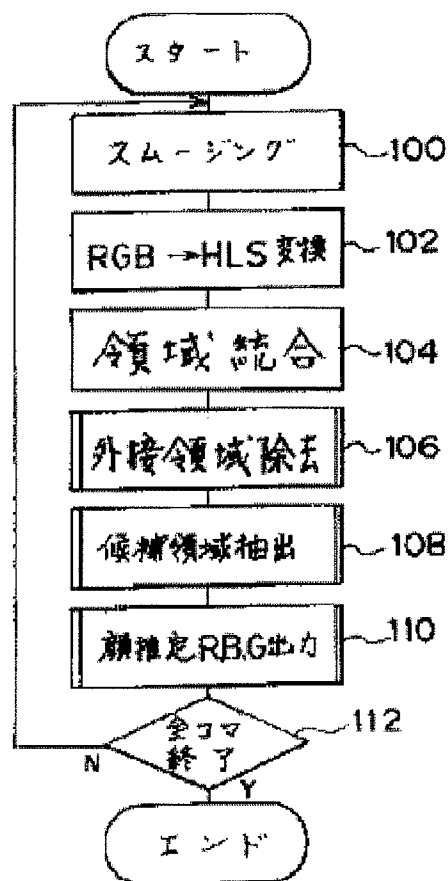 スタート
スムージング
100
RGB→HLS変換
102
領域統合
104
外接領域除去
106
候補領域抽出
108
顔推定R,B,G出力
110
全コマ
終了
112
N
Y
エンド